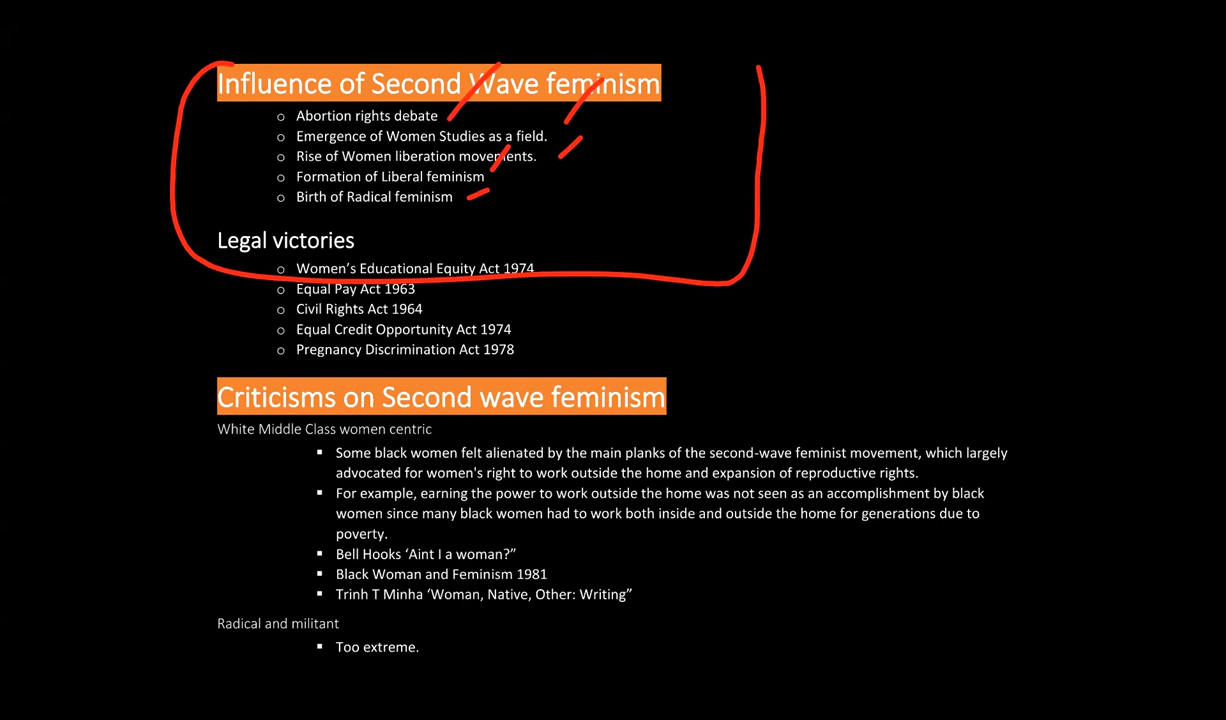 Influence of Second Wave feminism
o Abortion rights debate
o Emergence of Women Studies as a field.
o Rise of Women liberation movements.
o Formation of Liberal feminism
o Birth of Radical feminism
Legal victories
o Women’s Educational Equity Act 1974
o Equal Pay Act 1963
o Civil Rights Act 1964
o Equal Credit Opportunity Act 1974
o Pregnancy Discrimination Act 1978
Criticisms on Second wave feminism
White Middle Class women centric
▪ Some black women felt alienated by the main planks of the second-wave feminist movement, which largely
advocated for women's right to work outside the home and expansion of reproductive rights.
▪ For example, earning the power to work outside the home was not seen as an accomplishment by black
women since many black women had to work both inside and outside the home for generations due to
poverty.
▪ Bell Hooks ‘Aint I a woman?”
▪ Black Woman and Feminism 1981
▪ Trinh T Minha ‘Woman, Native, Other: Writing”
Radical and militant
▪ Too extreme.